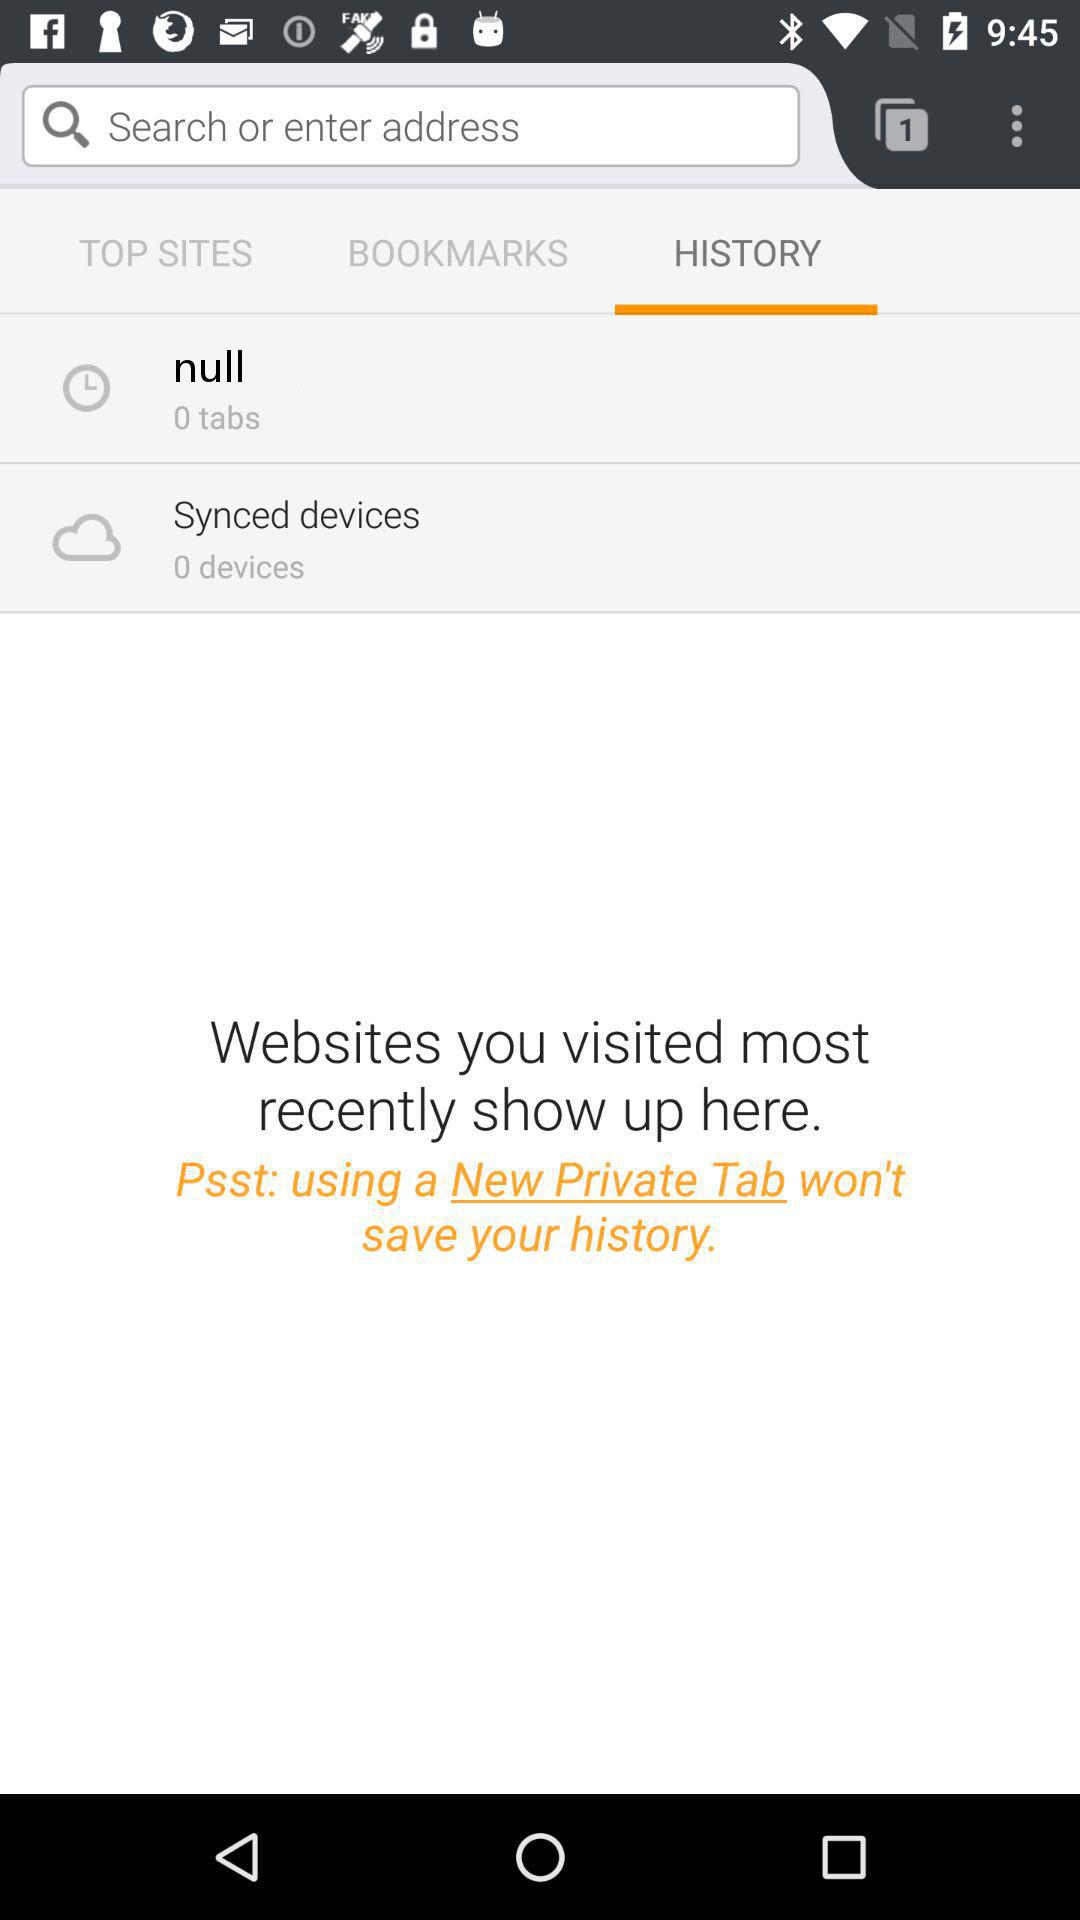 FAKE
9:45
Search or enter address
1
TOP SITES BOOKMARKS HISTORY
null
0 tabs
Synced devices
0 devices
Websites you visited most
recently show up here.
Psst: using a New Private Tab won't
save your history.